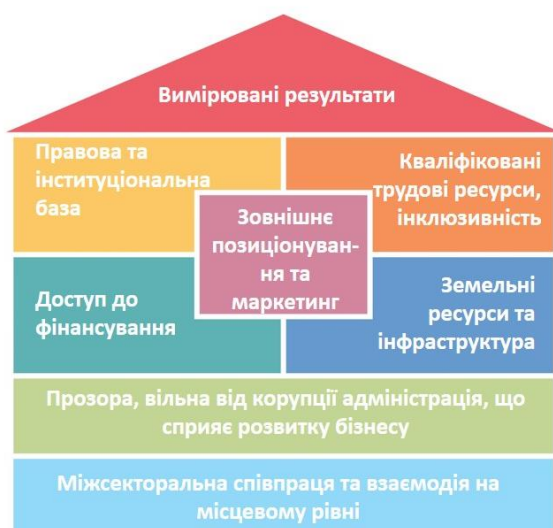 Вимірювані результати
Правова та
інституціональна
база
Кваліфіковані
трудові ресурси,
інклюзивність
Зовнішнє
позиціонуван-
ня та
маркетинг
Доступ до
фінансування
Земельні
ресурси та
інфраструктура
Прозора, вільна від корупції адміністрація, що
сприяє розвитку бізнесу
Міжсекторальна співпраця та взаємодія на
місцевому рівні